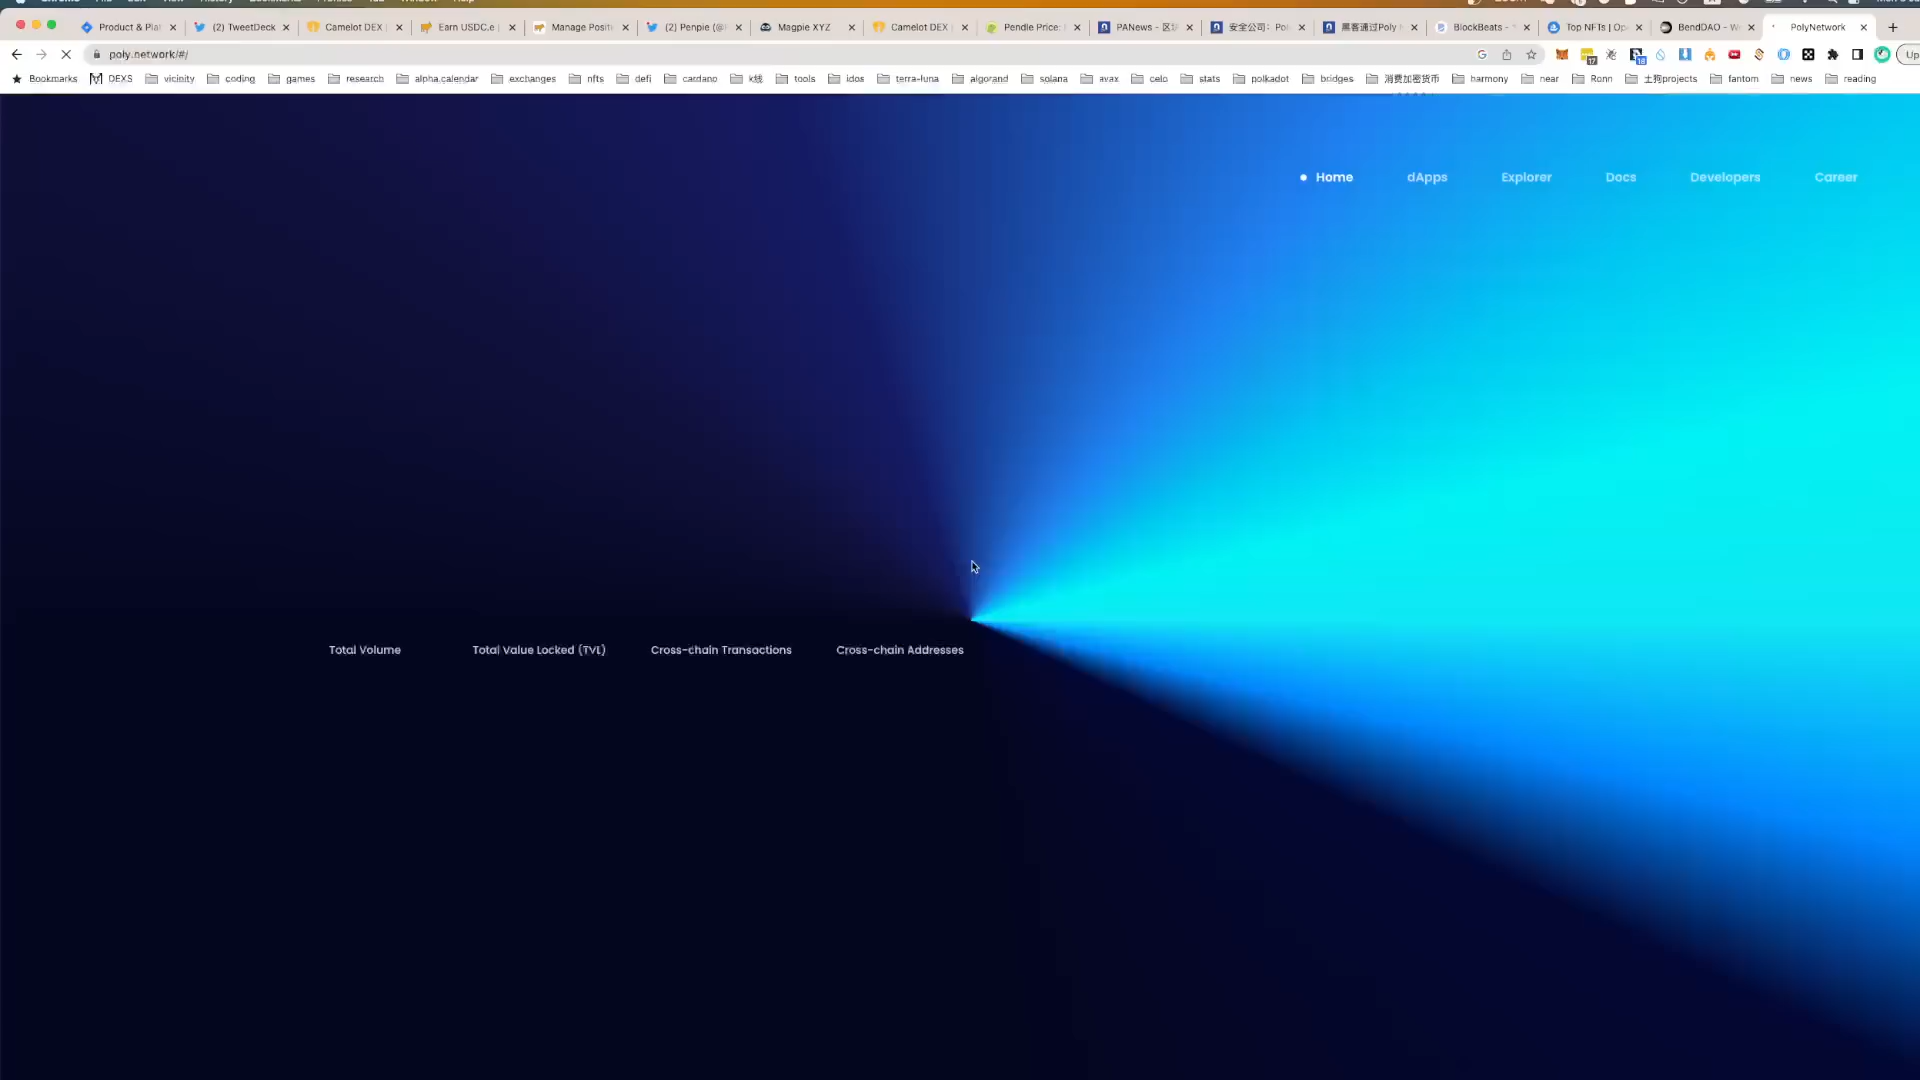 Product & Pla
(2) TweetDeck
Camelot DEX
Earn USDC.e
Manage Positi
(2) Penpie (@
Magpie XYZ
Camelot DEX
Pendle Price:
PANews - 区块
安全公司: Pol
黑客通过Poly
BlockBeats -
Top NFTs | Op
BendDAO - W
PolyNetwork
poly.network/#/
Up
Bookmarks
DEXS
vicinity
coding
games
research
alpha.calendar
exchanges
nfts
defi
cardano
k线
tools
idos
terra-luna
algorand
solana
avax
celo
stats
polkadot
bridges
消费加密货币
harmony
near
Ronn
土狗projects
fantom
news
reading
Home
dApps
Explorer
Docs
Developers
Career
Total Volume
Total Value Locked (TVL)
Cross-chain Transactions
Cross-chain Addresses